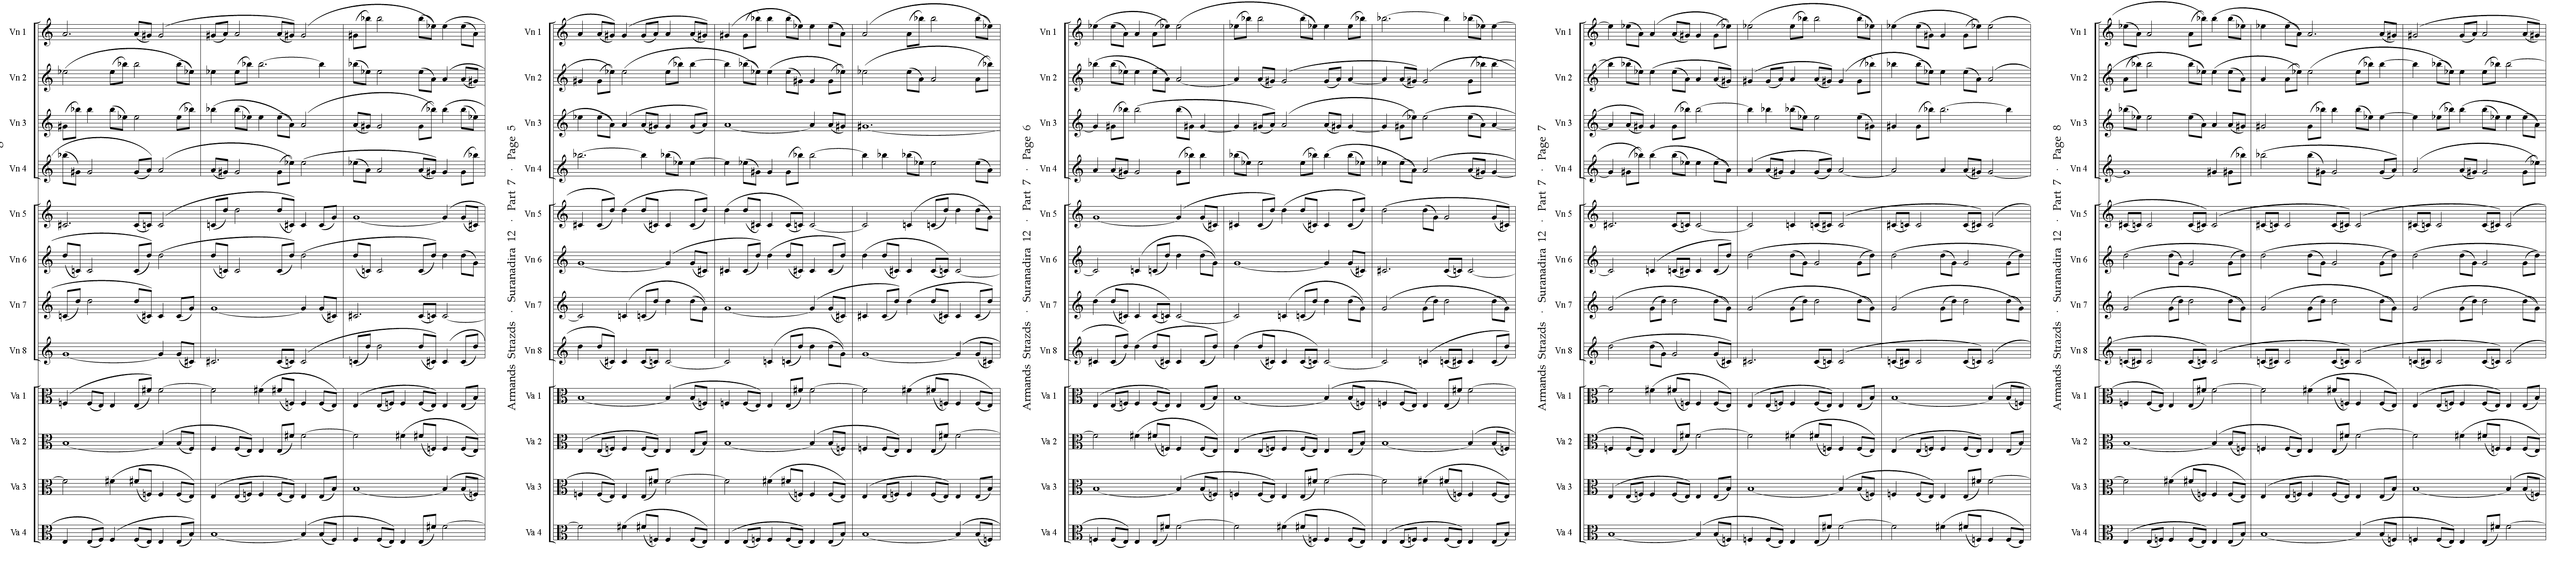 Vn 1
Vn 2
Vn 3
Vn 4
Vn 5
Vn 6
Vn 7
Vn 8
Va 1
Va 2
Va 3
Va 4
Armands Strazds · Suranadira 12 · Part 7 · Page 5
Vn 1
Vn 2
Vn 3
Vn 4
Vn 5
Vn 6
Vn 7
Vn 8
Va 1
Va 2
Va 3
Va 4
Armands Strazds · Suranadira 12 · Part 7 · Page 6
Vn 1
Vn 2
Vn 3
Vn 4
Vn 5
Vn 6
Vn 7
Vn 8
Va 1
Va 2
Va 3
Va 4
Armands Strazds · Suranadira 12 · Part 7 · Page 7
Vn 1
Vn 2
Vn 3
Vn 4
Vn 5
Vn 6
Vn 7
Vn 8
Va 1
Va 2
Va 3
Va 4
Armands Strazds · Suranadira 12 · Part 7 · Page 8
Vn 1
Vn 2
Vn 3
Vn 4
Vn 5
Vn 6
Vn 7
Vn 8
Va 1
Va 2
Va 3
Va 4